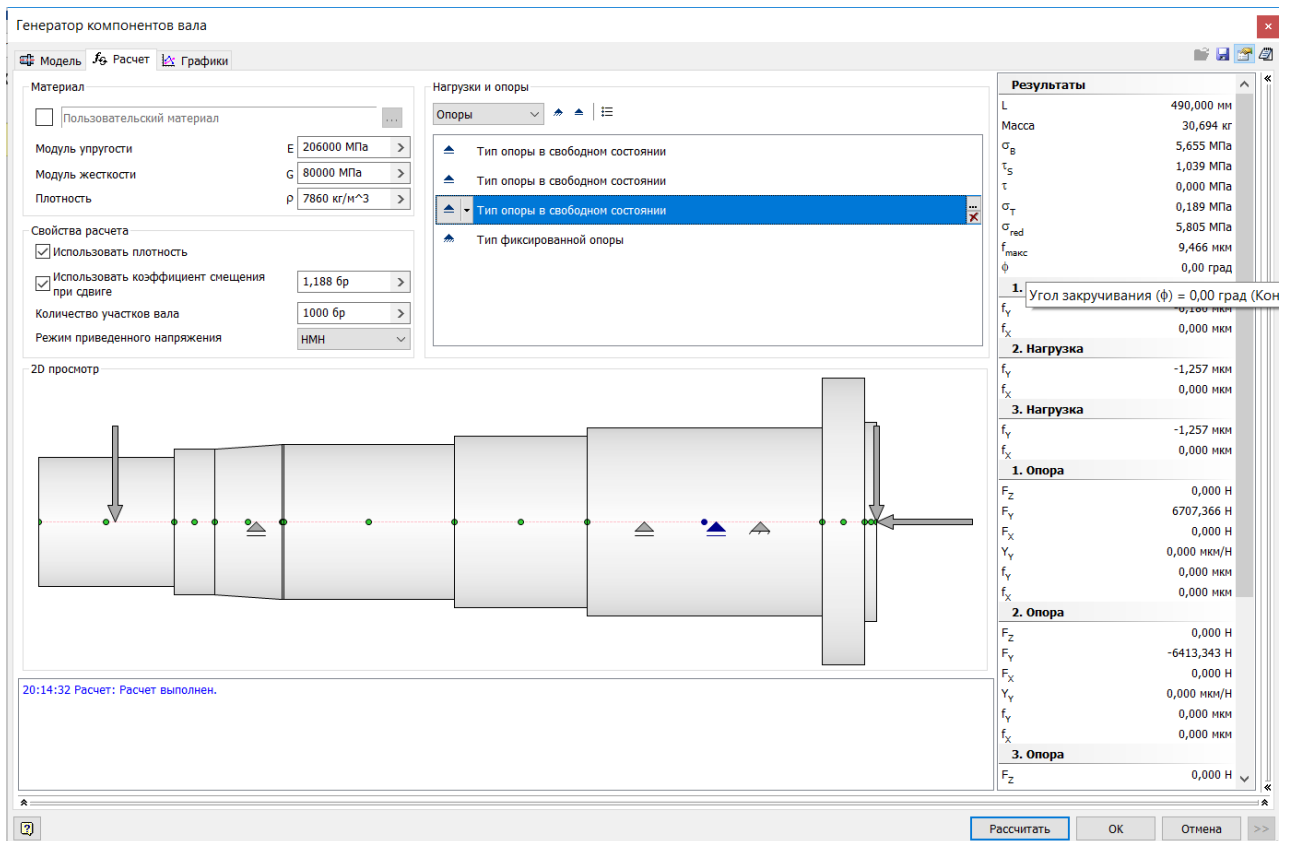 Генератор компонентов вала
Модель
Расчет
Графики
Материал
Пользовательский материал
...
Модуль упругости E 206000 МПа
Модуль жесткости G 80000 МПа
Плотность ρ 7860 кг/м^3
Свойства расчета
Использовать плотность
Использовать коэффициент смещения
при сдвиге
1,188 бр
Количество участков вала 1000 бр
Режим приведенного напряжения HMH
Нагрузки и опоры
Опоры
Тип опоры в свободном состоянии
Тип опоры в свободном состоянии
Тип опоры в свободном состоянии
Тип фиксированной опоры
2D просмотр
20:14:32 Расчет: Расчет выполнен.
Результаты
L 490,000 мм
Масса 30,694 кг
σB 5,655 МПа
τS 1,039 МПа
τ 0,000 МПа
σT 0,189 МПа
σred 5,805 МПа
fмакс 9,466 мкм
ϕ 0,00 град
1.
Угол закручивания (ϕ) = 0,00 град (Кон
fY -0,180 мкм
fX 0,000 мкм
2. Нагрузка
fY -1,257 мкм
fX 0,000 мкм
3. Нагрузка
fY -1,257 мкм
fX 0,000 мкм
1. Опора
FZ 0,000 Н
FY 6707,366 Н
FX 0,000 Н
YY 0,000 мкм/Н
fY 0,000 мкм
fX 0,000 мкм
2. Опора
FZ 0,000 Н
FY -6413,343 Н
FX 0,000 Н
YY 0,000 мкм/Н
fY 0,000 мкм
fX 0,000 мкм
3. Опора
FZ 0,000 Н
Рассчитать
ОК
Отмена
>>